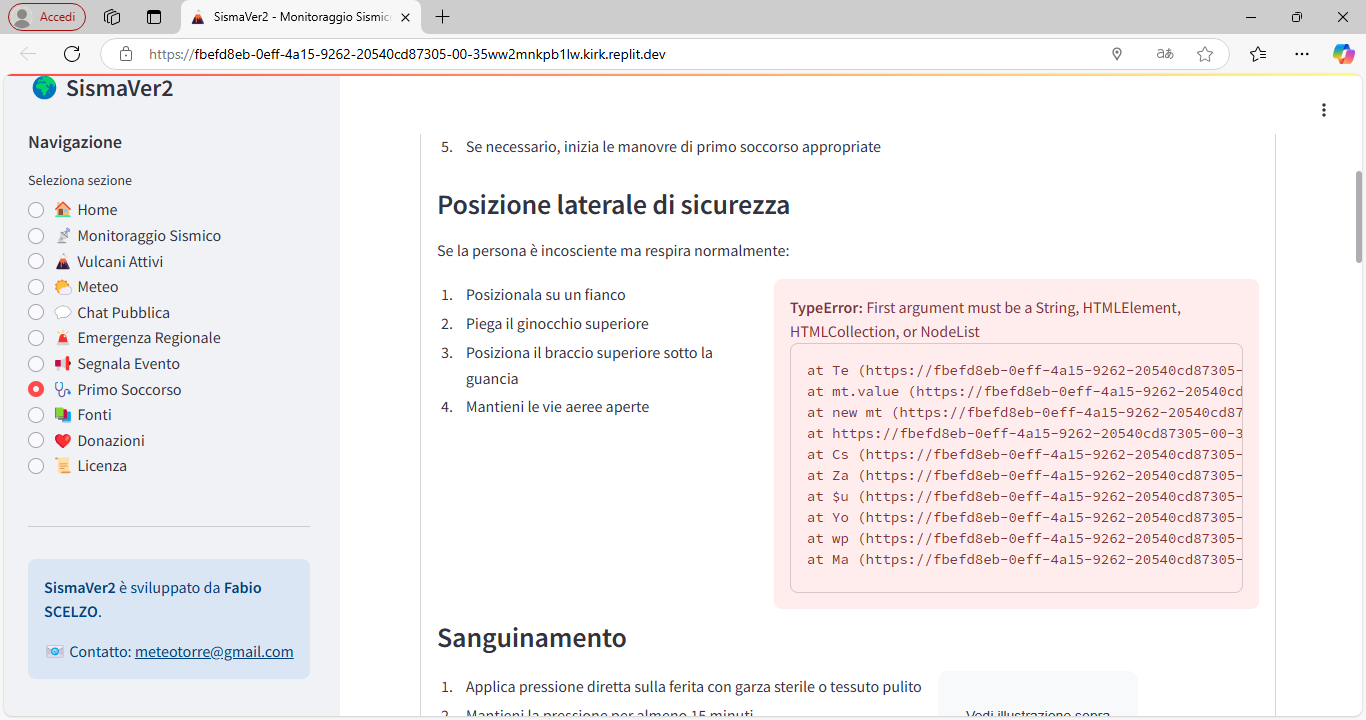 Accedi
SismaVer2 - Monitoraggio Sismic
https://fbefd8eb-0eff-4a15-9262-20540cd87305-00-35ww2mnkpb1lw.kirk.replit.dev
aあ
SismaVer2
Navigazione
Seleziona sezione
Home
Monitoraggio Sismico
Vulcani Attivi
Meteo
Chat Pubblica
Emergenza Regionale
Segnala Evento
Primo Soccorso
Fonti
Donazioni
Licenza
SismaVer2 è sviluppato da Fabio
SCELZO.
Contatto: meteotorre@gmail.com
5. Se necessario, inizia le manovre di primo soccorso appropriate
Posizione laterale di sicurezza
Se la persona è incosciente ma respira normalmente:
1. Posizionala su un fianco
2. Piega il ginocchio superiore
3. Posiziona il braccio superiore sotto la
guancia
4. Mantieni le vie aeree aperte
TypeError: First argument must be a String, HTMLElement,
HTMLCollection, or NodeList
at Te (https://fbefd8eb-0eff-4a15-9262-20540cd87305-
at mt.value (https://fbefd8eb-0eff-4a15-9262-20540cd
at new mt (https://fbefd8eb-0eff-4a15-9262-20540cd87
at https://fbefd8eb-0eff-4a15-9262-20540cd87305-00-3
at Cs (https://fbefd8eb-0eff-4a15-9262-20540cd87305-
at Za (https://fbefd8eb-0eff-4a15-9262-20540cd87305-
at $u (https://fbefd8eb-0eff-4a15-9262-20540cd87305-
at Yo (https://fbefd8eb-0eff-4a15-9262-20540cd87305-
at wp (https://fbefd8eb-0eff-4a15-9262-20540cd87305-
at Ma (https://fbefd8eb-0eff-4a15-9262-20540cd87305-
Sanguinamento
1. Applica pressione diretta sulla ferita con garza sterile o tessuto pulito
2. Mantieni la pressione per almeno 15 minuti
Vedi illustrazione sopra